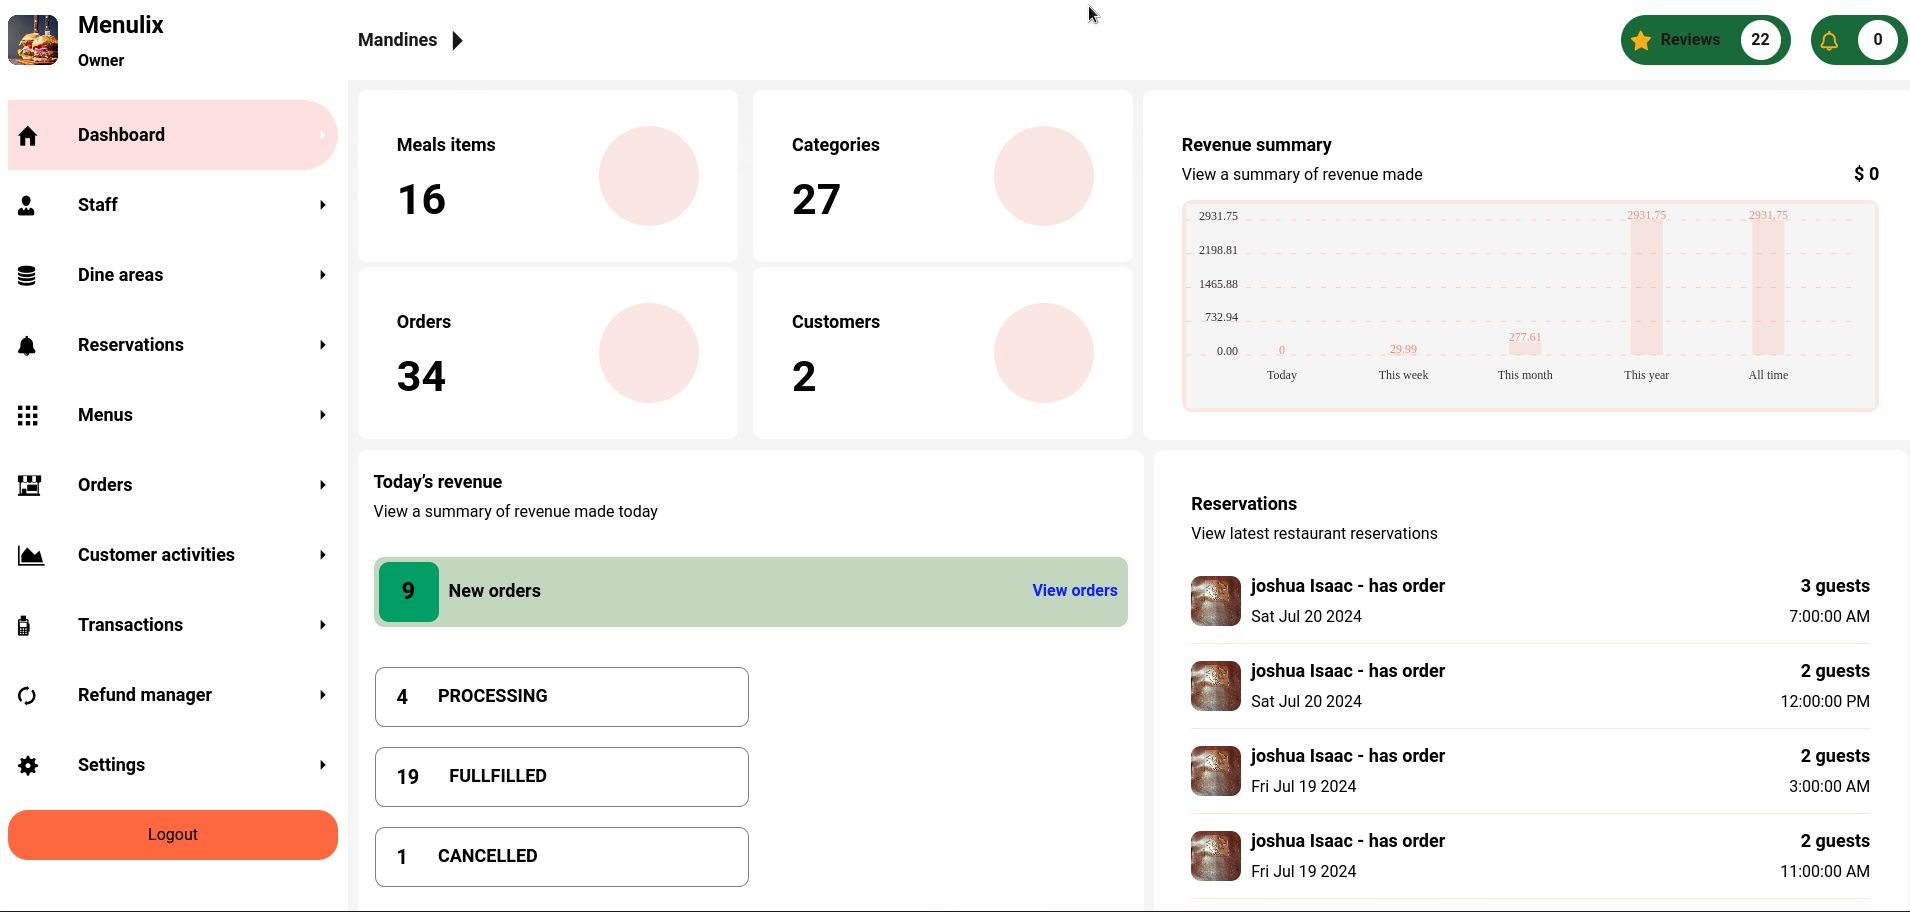 Menulix
Owner
Dashboard
Staff
Dine areas
Reservations
Menus
Orders
Customer activities
Transactions
Refund manager
Settings
Logout
Mandines
Reviews 22
0
Meals items
16
Categories
27
Orders
34
Customers
2
Revenue summary
View a summary of revenue made
$ 0
2931.75
2198.81
1465.88
732.94
0.00
0
29.99
277.61
2931.75
2931.75
Today
This week
This month
This year
All time
Today's revenue
View a summary of revenue made today
9 New orders View orders
4 PROCESSING
19 FULLFILLED
1 CANCELLED
Reservations
View latest restaurant reservations
joshua Isaac - has order 3 guests
Sat Jul 20 2024 7:00:00 AM
joshua Isaac - has order 2 guests
Sat Jul 20 2024 12:00:00 PM
joshua Isaac - has order 2 guests
Fri Jul 19 2024 3:00:00 AM
joshua Isaac - has order 2 guests
Fri Jul 19 2024 11:00:00 AM